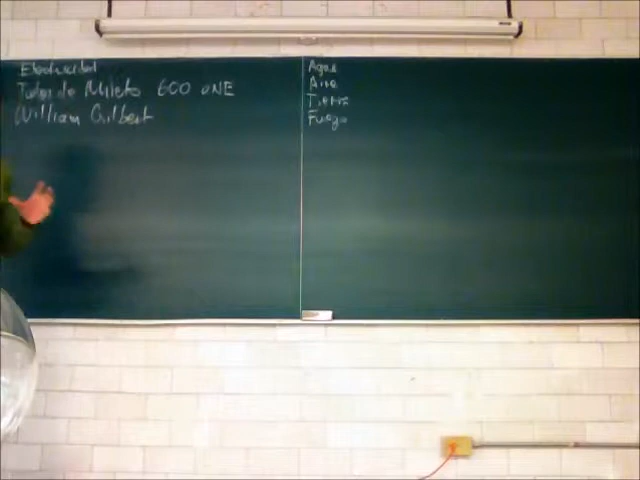 Electricidad
Tales de Mileto 600 ANE
William Gilbert
Agua
Aire
Tierra
Fuego